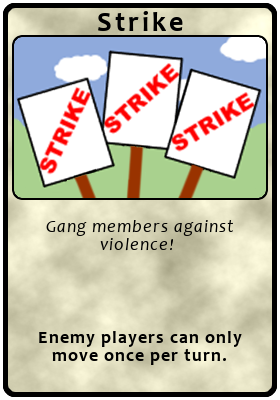 Strike
STRIKE
STRIKE
STRIKE
Gang members against
violence!
Enemy players can only
move once per turn.